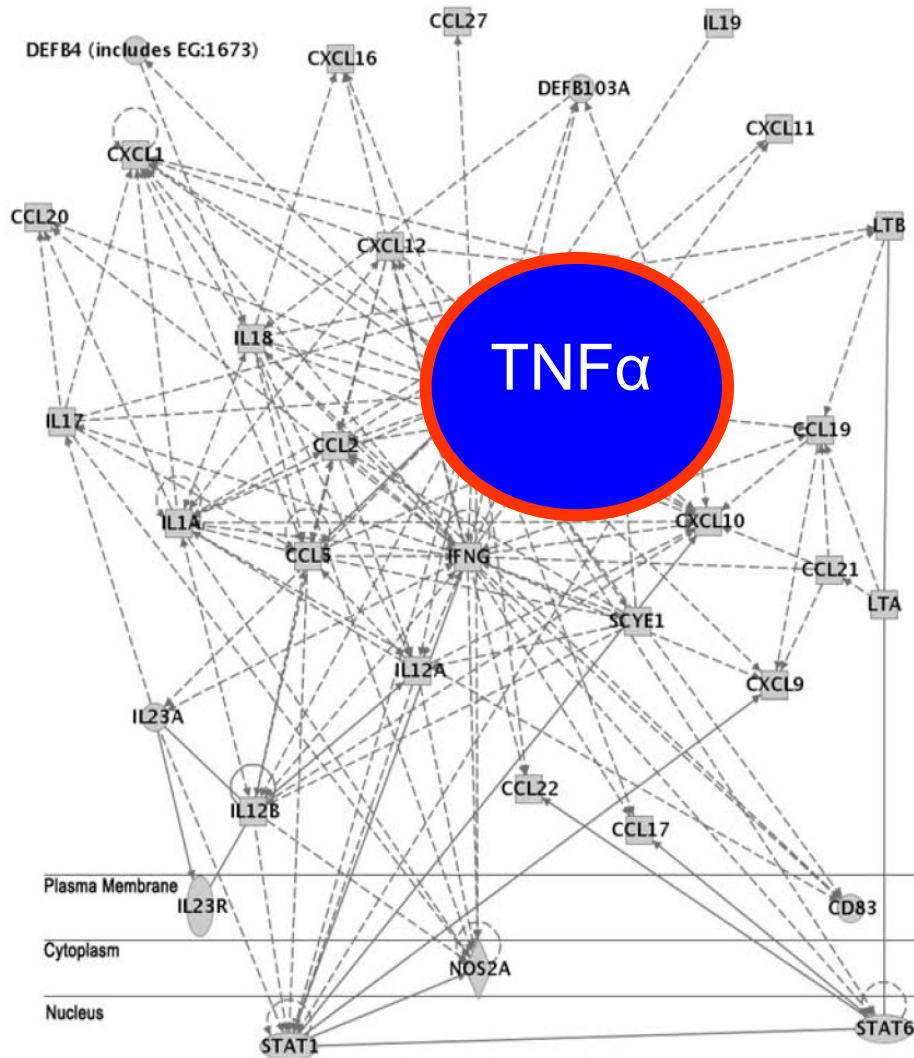 CCL27
IL19
DEFB4 (includes EG:1673)
CXCL16
DEFB103A
CXCL11
CXCL1
CCL20
CXCL12
LTB
IL18
TNFα
IL17
CCL2
CCL19
IL1A
CXCL10
CCL5
IFNG
CCL21
LTA
SCYE1
IL12A
CXCL9
IL23A
CCL22
IL12B
CCL17
Plasma Membrane
IL23R
CD83
Cytoplasm
NOS2A
Nucleus
STAT6
STAT1